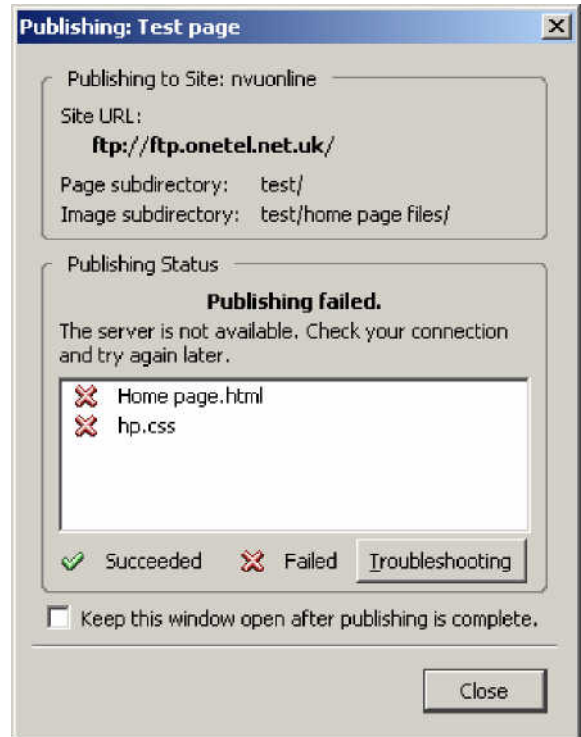 Publishing: Test page
Publishing to Site: nvuonline
Site URL:
ftp://ftp.onetel.net.uk/
Page subdirectory: test/
Image subdirectory: test/home page files/
Publishing Status
Publishing failed.
The server is not available. Check your connection
and try again later.
Home page.html
hp.css
Succeeded Failed Troubleshooting
Keep this window open after publishing is complete.
Close